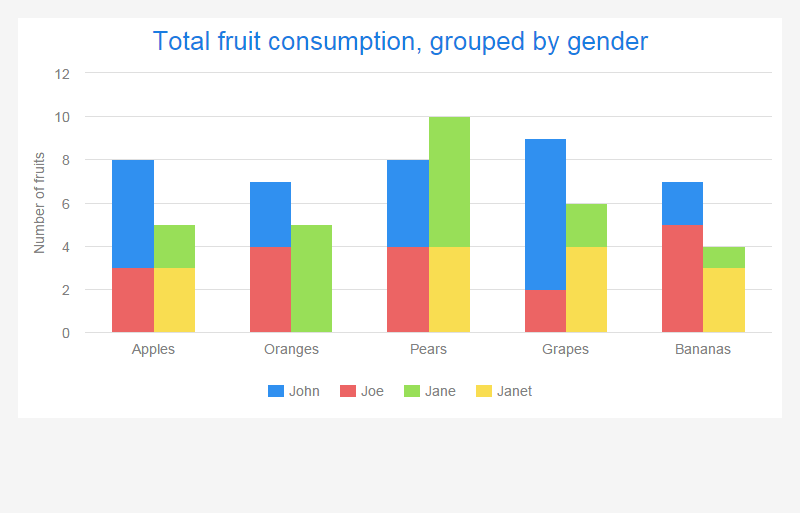 Total fruit consumption, grouped by gender
Number of fruits
12
10
8
6
4
2
0
Apples Oranges Pears Grapes Bananas
John Joe Jane Janet